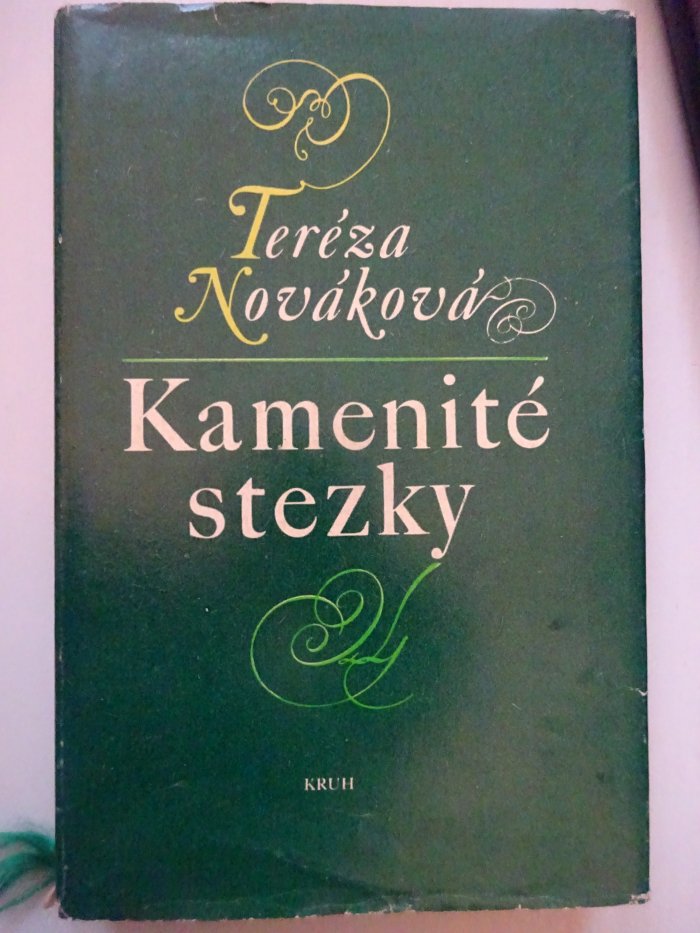 Teréza
Nováková
Kamenité
stezky
KRUH